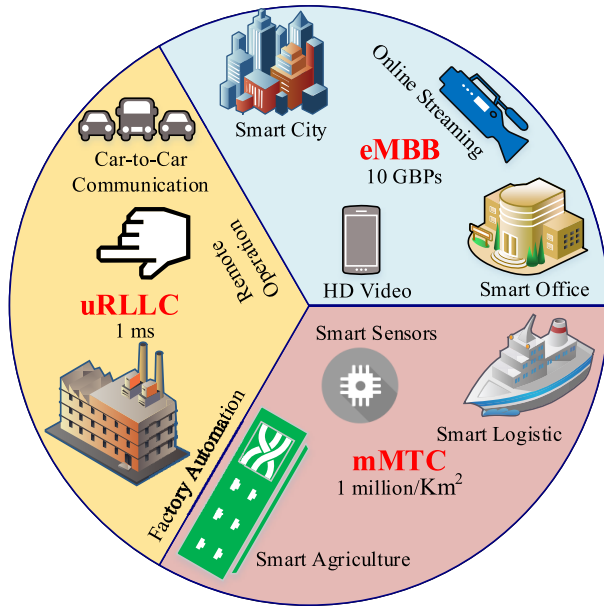 Smart City
Online Streaming
eMBB
10 GBPs
HD Video
Smart Office
Car-to-Car
Communication
Remote
Operation
uRLLC
1 ms
Factory Automation
Smart Sensors
Smart Logistic
mMTC
1 million/Km²
Smart Agriculture